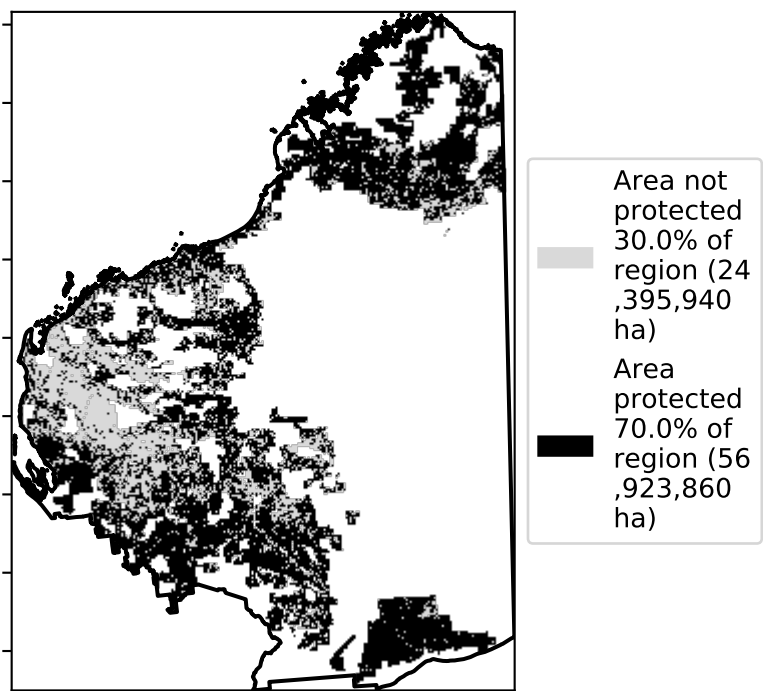 Area not
protected
30.0% of
region (24
,395,940
ha)
Area
protected
70.0% of
region (56
,923,860
ha)